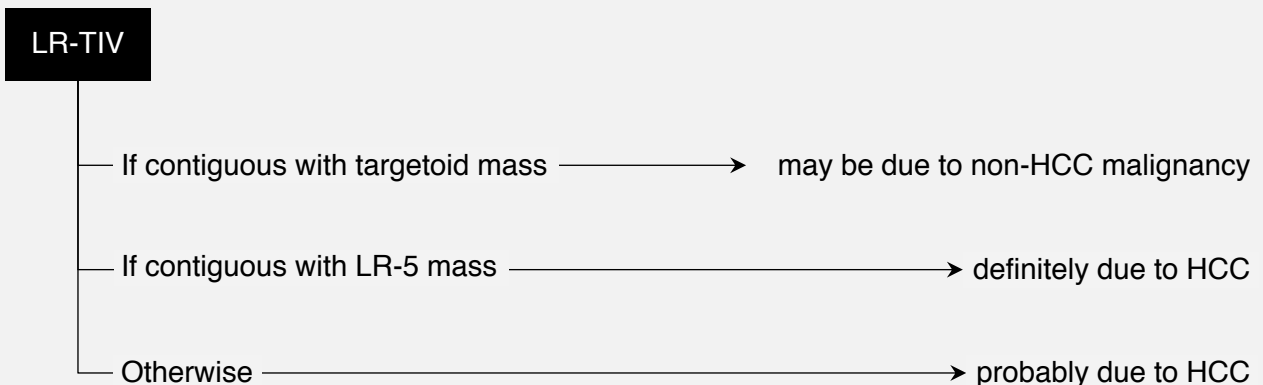 LR-TIV
If contiguous with targetoid mass may be due to non-HCC malignancy
If contiguous with LR-5 mass definitely due to HCC
Otherwise probably due to HCC